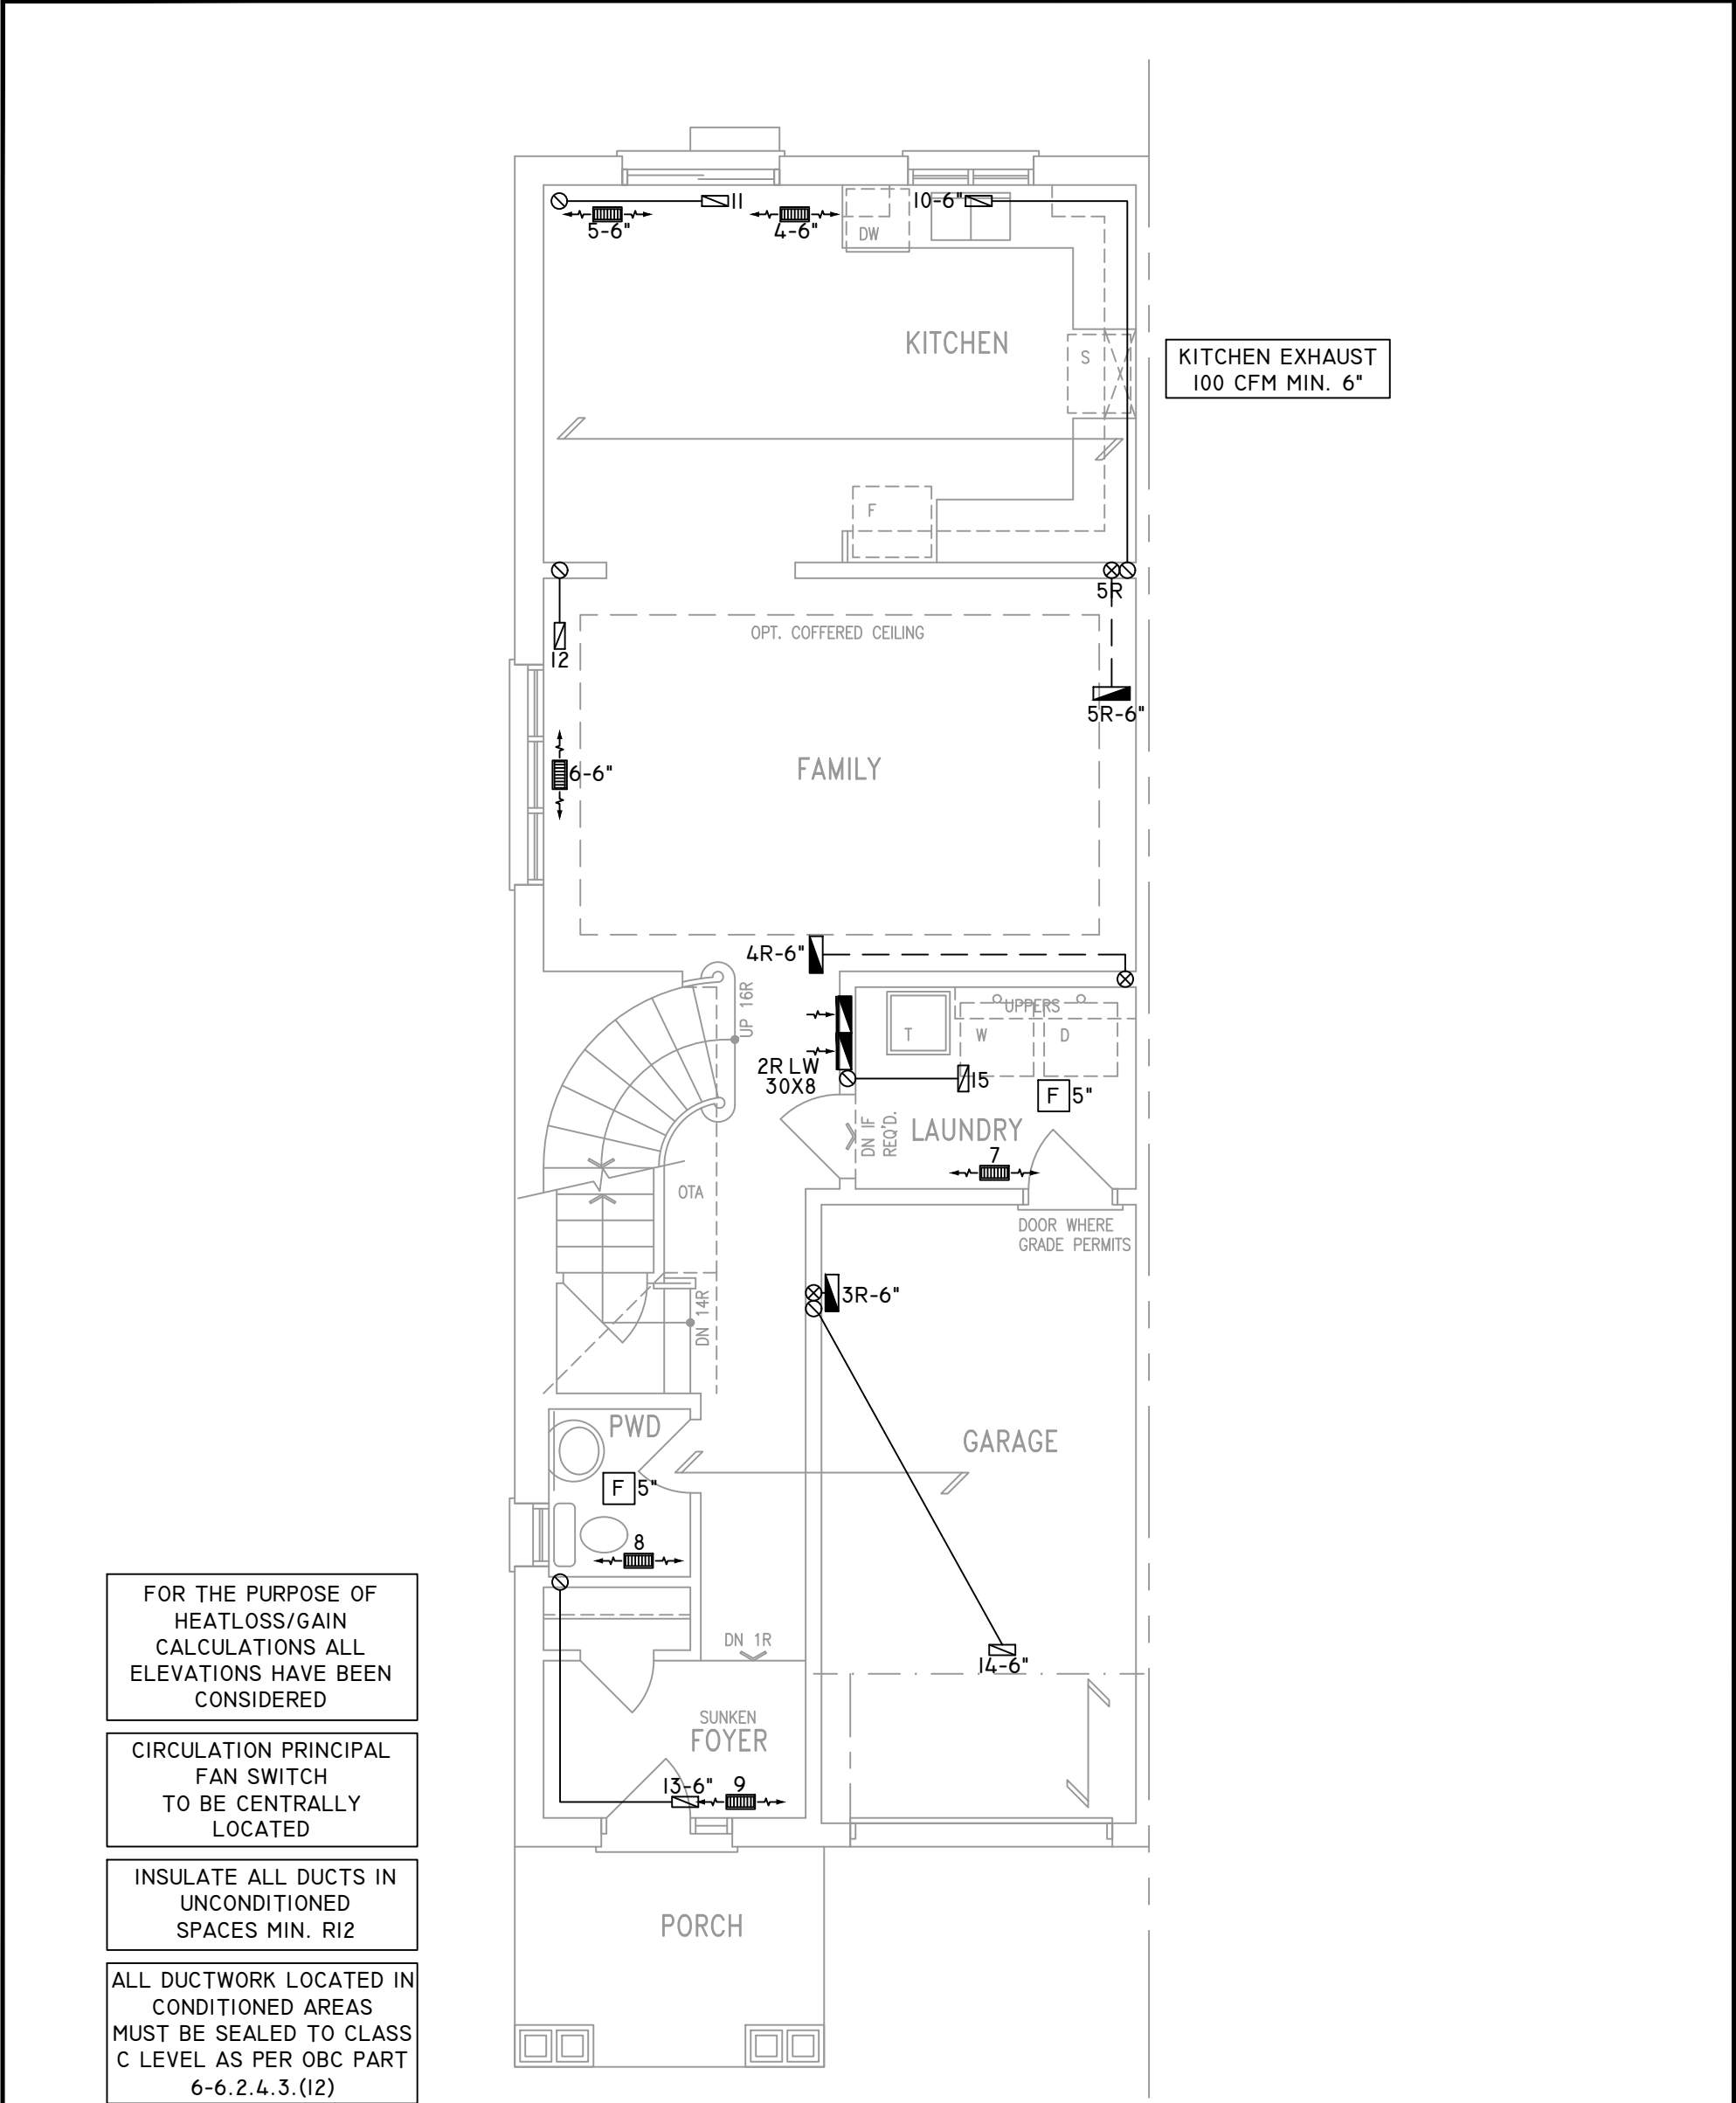 11
10-6"
5-6"
4-6"
DW
KITCHEN
S
KITCHEN EXHAUST
100 CFM MIN. 6"
F
5R
OPT. COFFERED CEILING
12
5R-6"
FAMILY
6-6"
4R-6"
UP 16R
UPPERS
T
W
D
2R LW
30X8
15
F
5"
DN IF
REQ'D.
LAUNDRY
7
OTA
DOOR WHERE
GRADE PERMITS
3R-6"
DN 14R
PWD
GARAGE
F
5"
8
DN 1R
14-6"
SUNKEN
FOYER
13-6"
9
PORCH
FOR THE PURPOSE OF
HEATLOSS/GAIN
CALCULATIONS ALL
ELEVATIONS HAVE BEEN
CONSIDERED
CIRCULATION PRINCIPAL
FAN SWITCH
TO BE CENTRALLY
LOCATED
INSULATE ALL DUCTS IN
UNCONDITIONED
SPACES MIN. R12
ALL DUCTWORK LOCATED IN
CONDITIONED AREAS
MUST BE SEALED TO CLASS
C LEVEL AS PER OBC PART
6-6.2.4.3.(12)